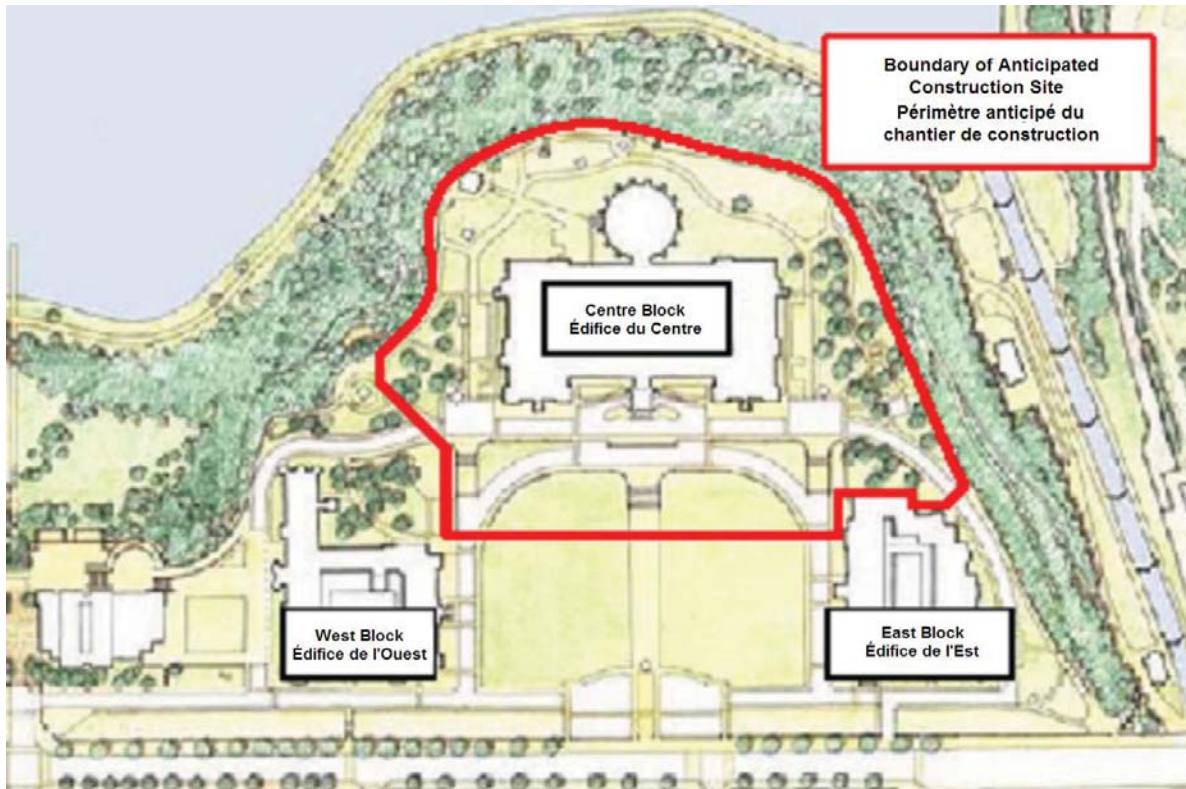 Boundary of Anticipated
Construction Site
Périmètre anticipé du
chantier de construction
Centre Block
Édifice du Centre
West Block
Édifice de l'Ouest
East Block
Édifice de l'Est